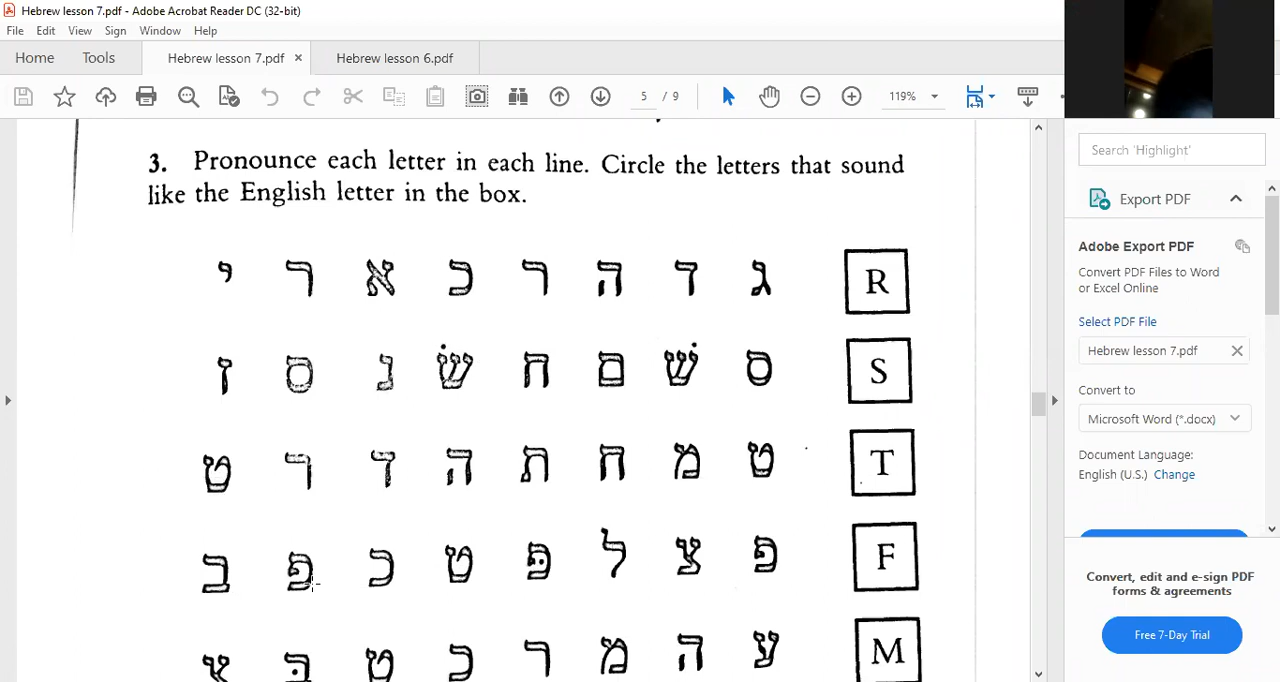 Hebrew lesson 7.pdf - Adobe Acrobat Reader DC (32-bit)
File Edit View Sign Window Help
Home Tools Hebrew lesson 7.pdf × Hebrew lesson 6.pdf
5 / 9 119%
3. Pronounce each letter in each line. Circle the letters that sound
like the English letter in the box.
R ג ד ה ר כ א ר י
S ס שׁ ם ח שׂ נ ס ז
T ט מ ח ת ה ד ר ט
F פ צ ל פּ ט כ פ ב
M ע ה מ ר כ ט בּ צ
Search 'Highlight'
Export PDF
Adobe Export PDF
Convert PDF Files to Word
or Excel Online
Select PDF File
Hebrew lesson 7.pdf ×
Convert to
Microsoft Word (*.docx)
Document Language:
English (U.S.) Change
Convert, edit and e-sign PDF
forms & agreements
Free 7-Day Trial